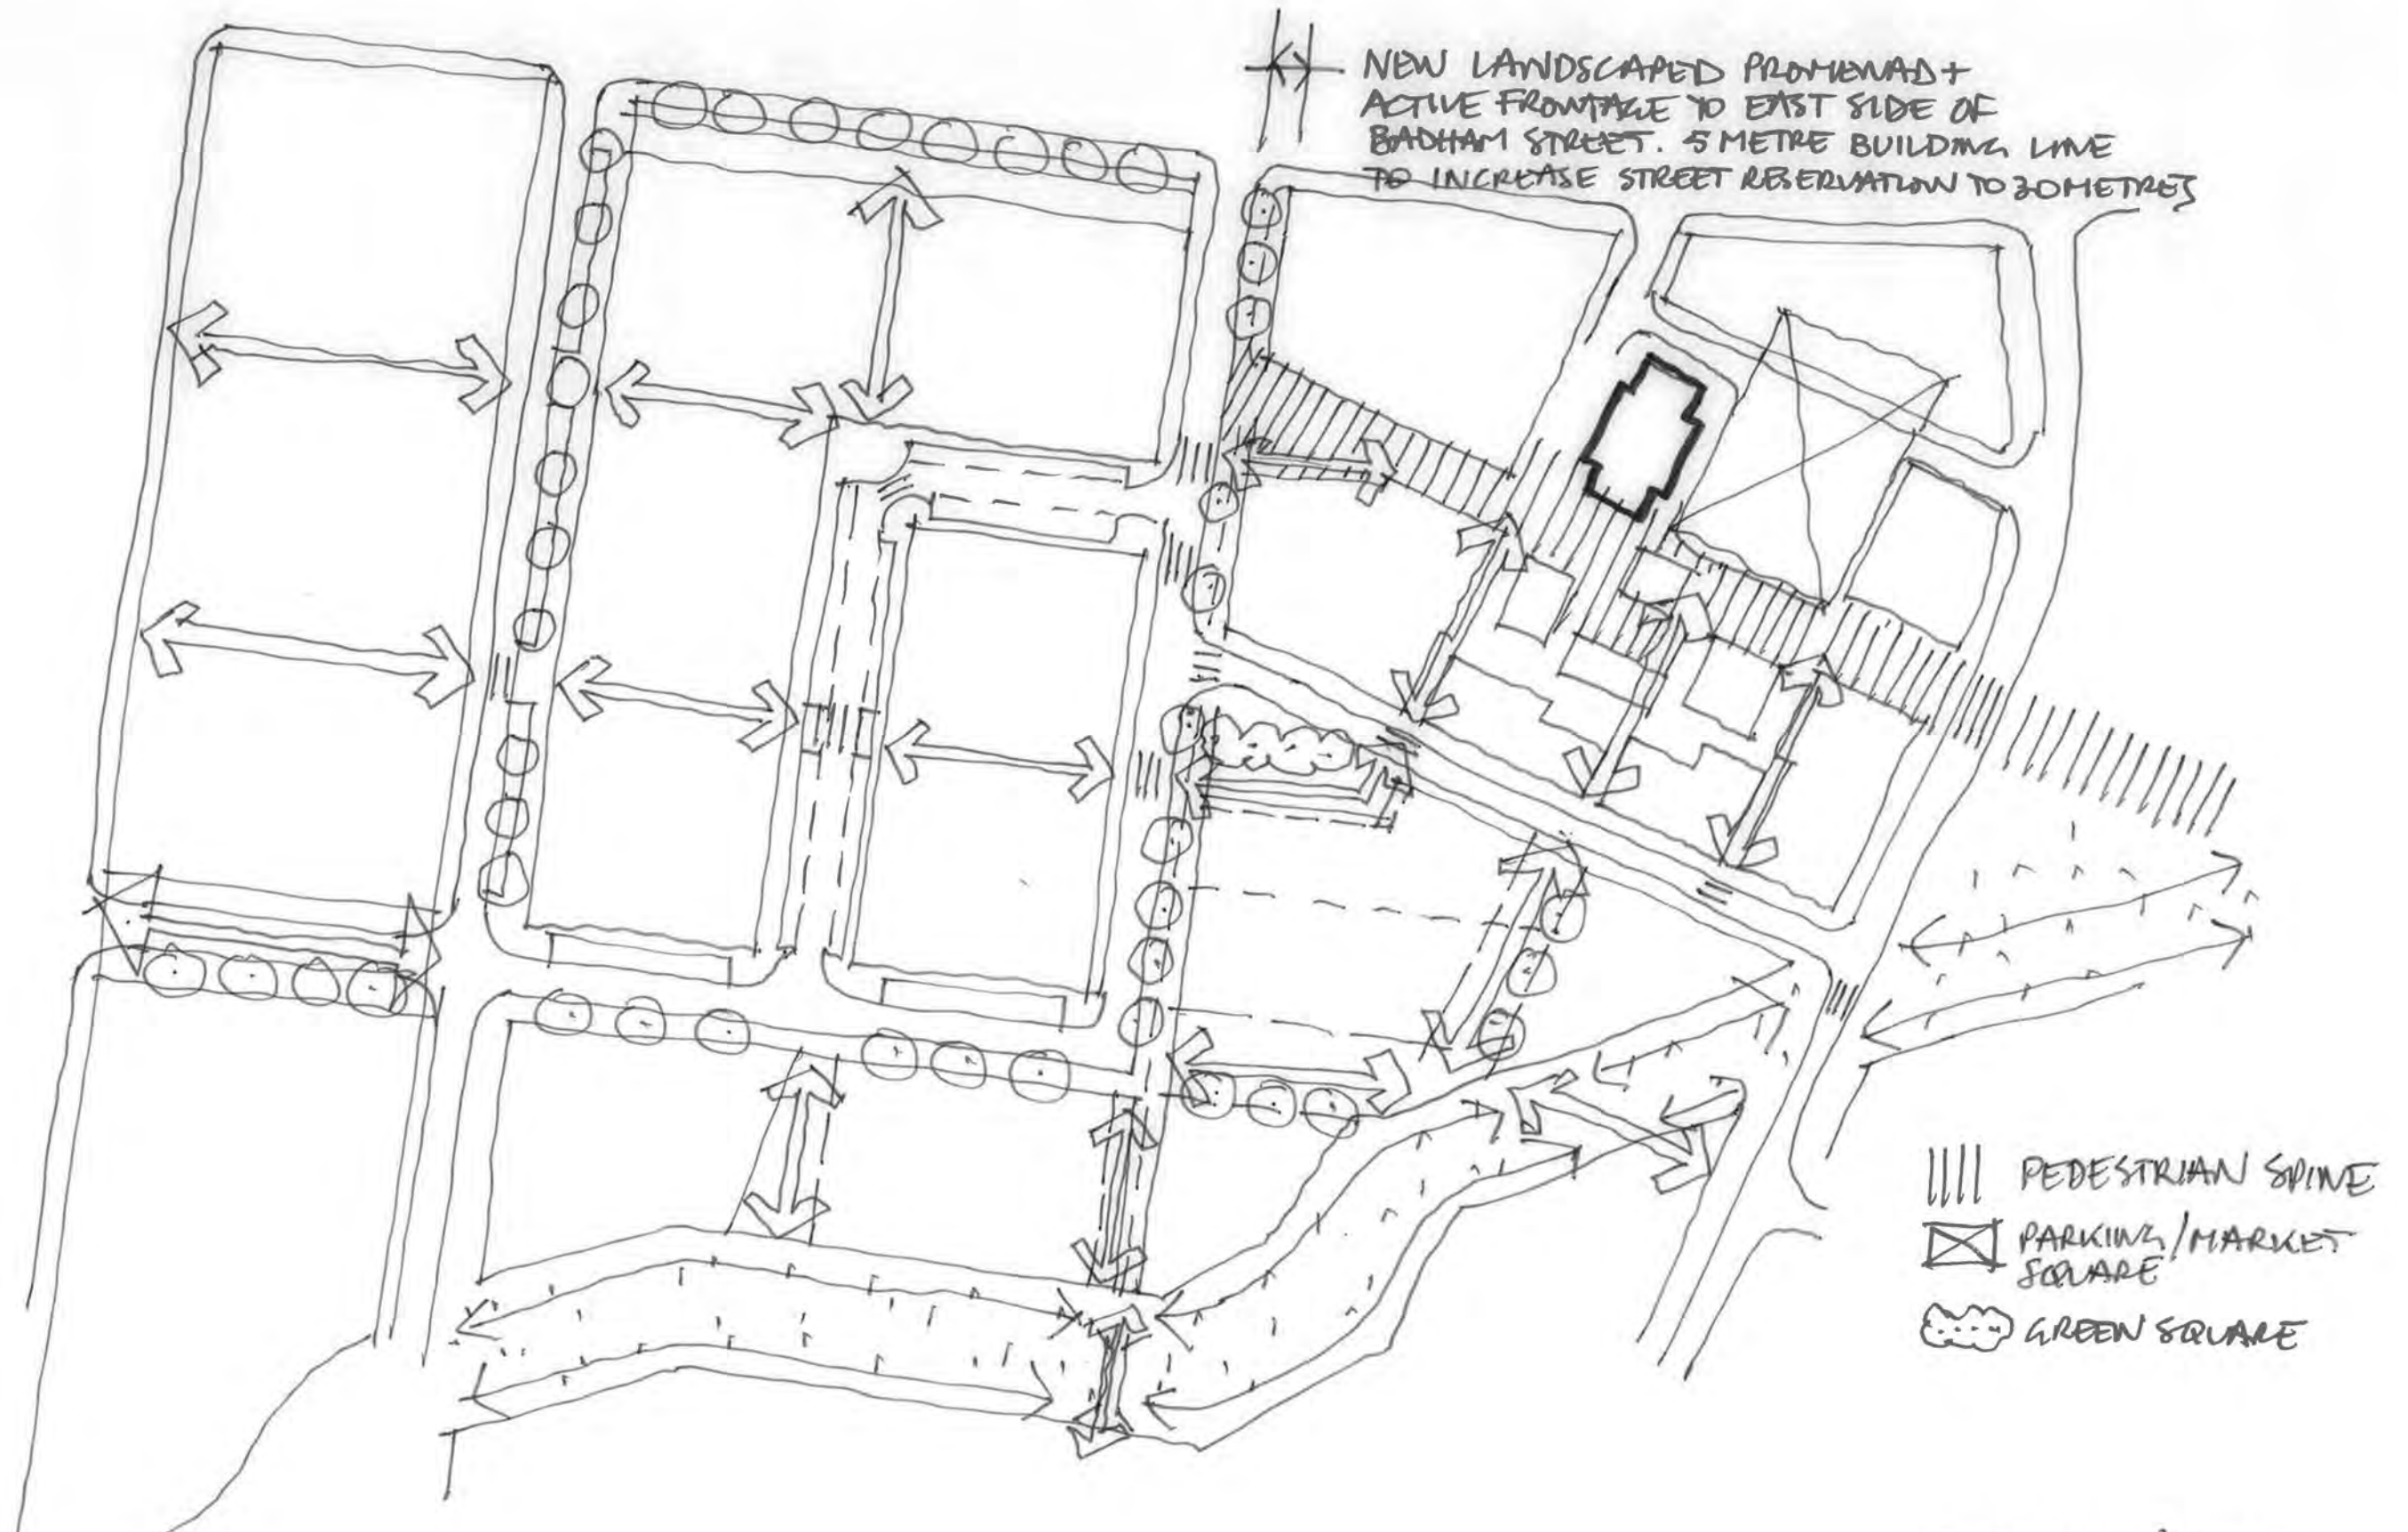 NEW LANDSCAPED PROMENAD+
ACTIVE FRONTAGE TO EAST SIDE OF
BADHAM STREET. 5 METRE BUILDING LINE
TO INCREASE STREET RESERVATION TO 30 METRES
PEDESTRIAN SPINE
PARKING/MARKET
SQUARE
GREEN SQUARE